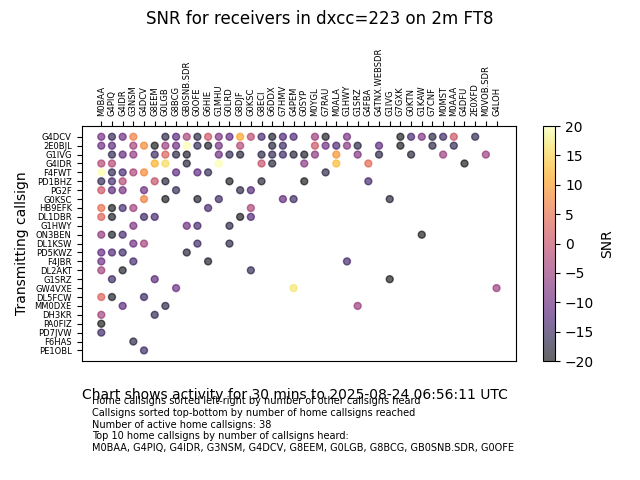 SNR for receivers in dxcc=223 on 2m FT8
M0BAA
G4PIQ
G4IDR
G3NSM
G4DCV
G8EEM
G0LGB
G8BCG
GB0SNB.SDR
G0OFE
G6HIE
G1MHU
G0LRD
G8DJF
G0KSC
G8ECI
G6DDX
G7HMV
G4PEM
G0SYP
M0YGL
G7RAU
M0ALA
G1HWY
G1SRZ
G4FBA
G4TNX.WEBSDR
G1IVG
G7GXK
G0KTN
G1KAW
G7CNF
M0MST
M0AAA
G4DFU
2E0XFD
M0VOB.SDR
G4LOH
G4DCV
2E0BJL
G1IVG
G4IDR
F4FWT
PD1BHZ
PG2F
G0KSC
HB9EFK
DL1DBR
G1HWY
ON3BEN
DL1KSW
PD5KWZ
F4JBR
DL2AKT
G1SRZ
GW4VXE
DL5FCW
MM0DXE
DH3KR
PA0FIZ
PD7JVW
F6HAS
PE1OBL
Transmitting callsign
20
15
10
5
0
−5
−10
−15
−20
SNR
Chart shows activity for 30 mins to 2025-08-24 06:56:11 UTC
Home callsigns sorted left-right by number of other callsigns heard
Callsigns sorted top-bottom by number of home callsigns reached
Number of active home callsigns: 38
Top 10 home callsigns by number of callsigns heard:
M0BAA, G4PIQ, G4IDR, G3NSM, G4DCV, G8EEM, G0LGB, G8BCG, GB0SNB.SDR, G0OFE